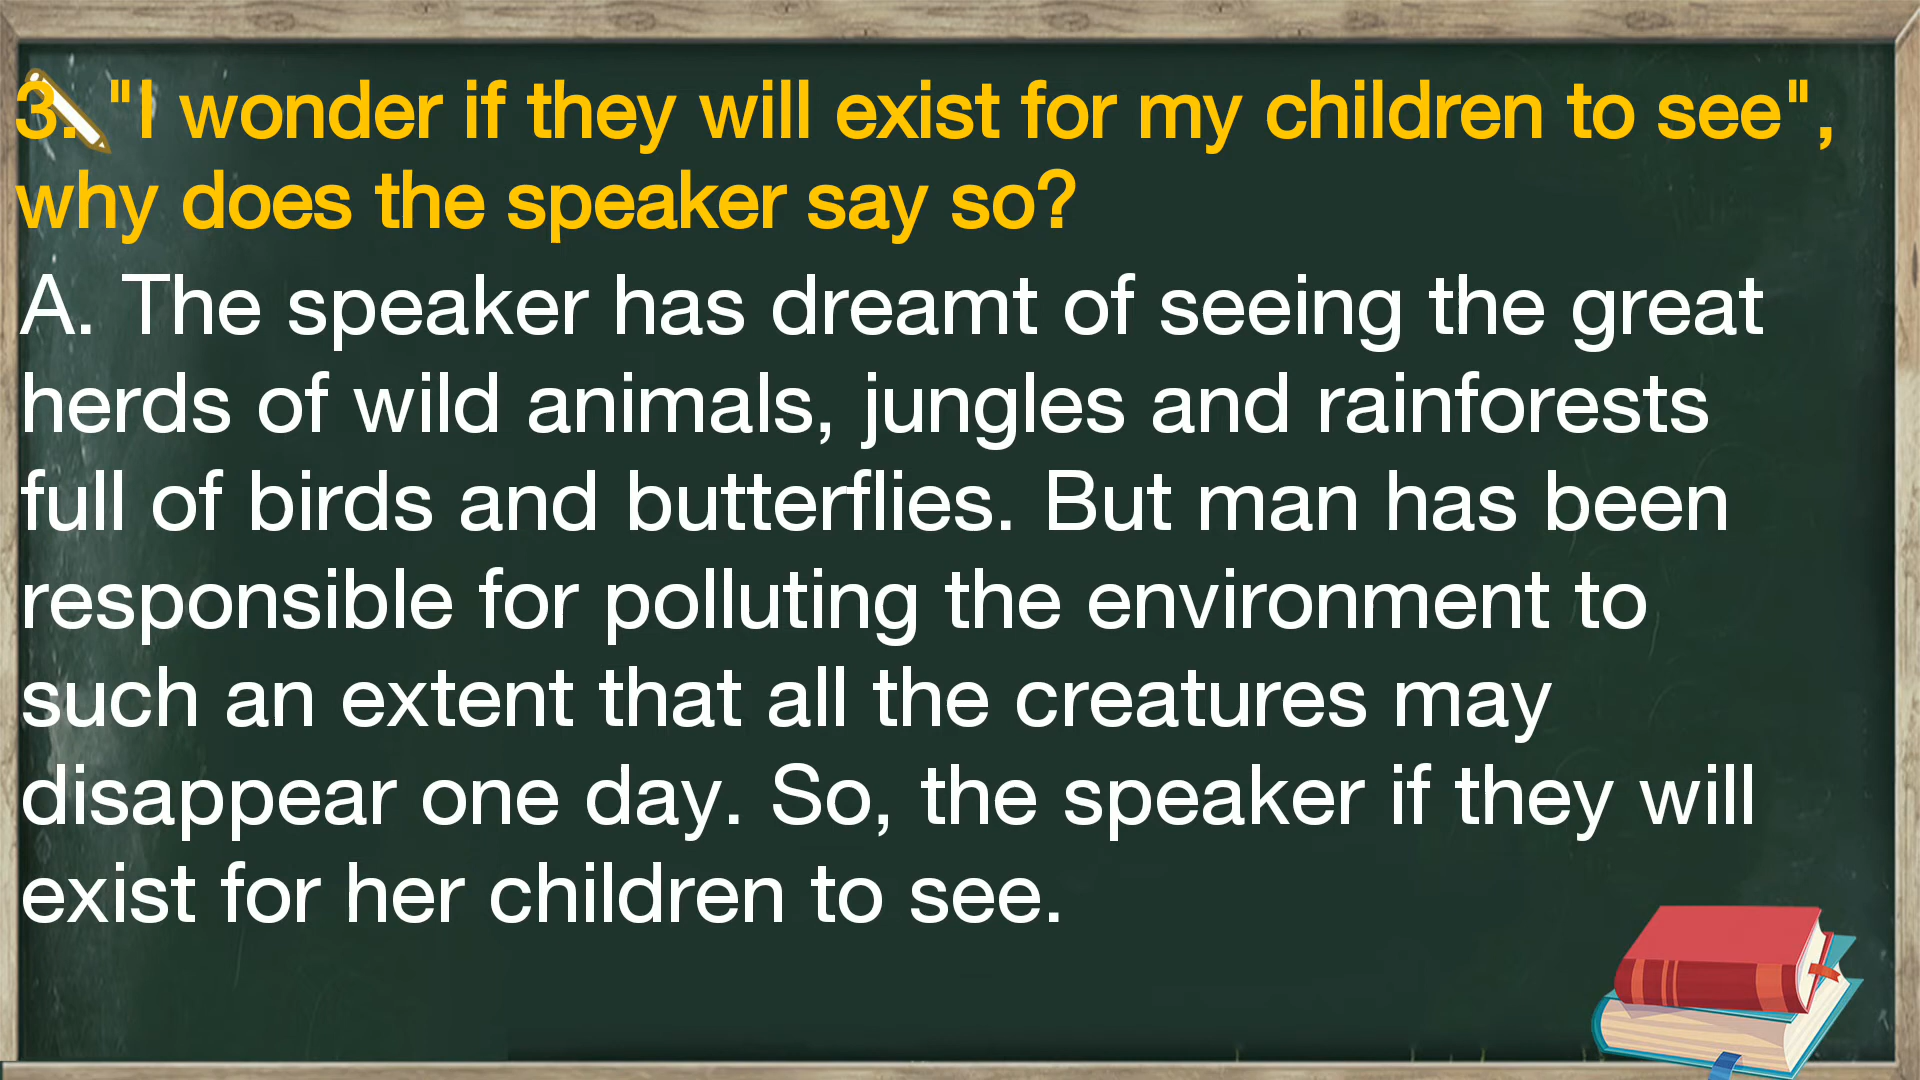 3. "I wonder if they will exist for my children to see",
why does the speaker say so?
A. The speaker has dreamt of seeing the great
herds of wild animals, jungles and rainforests
full of birds and butterflies. But man has been
responsible for polluting the environment to
such an extent that all the creatures may
disappear one day. So, the speaker if they will
exist for her children to see.